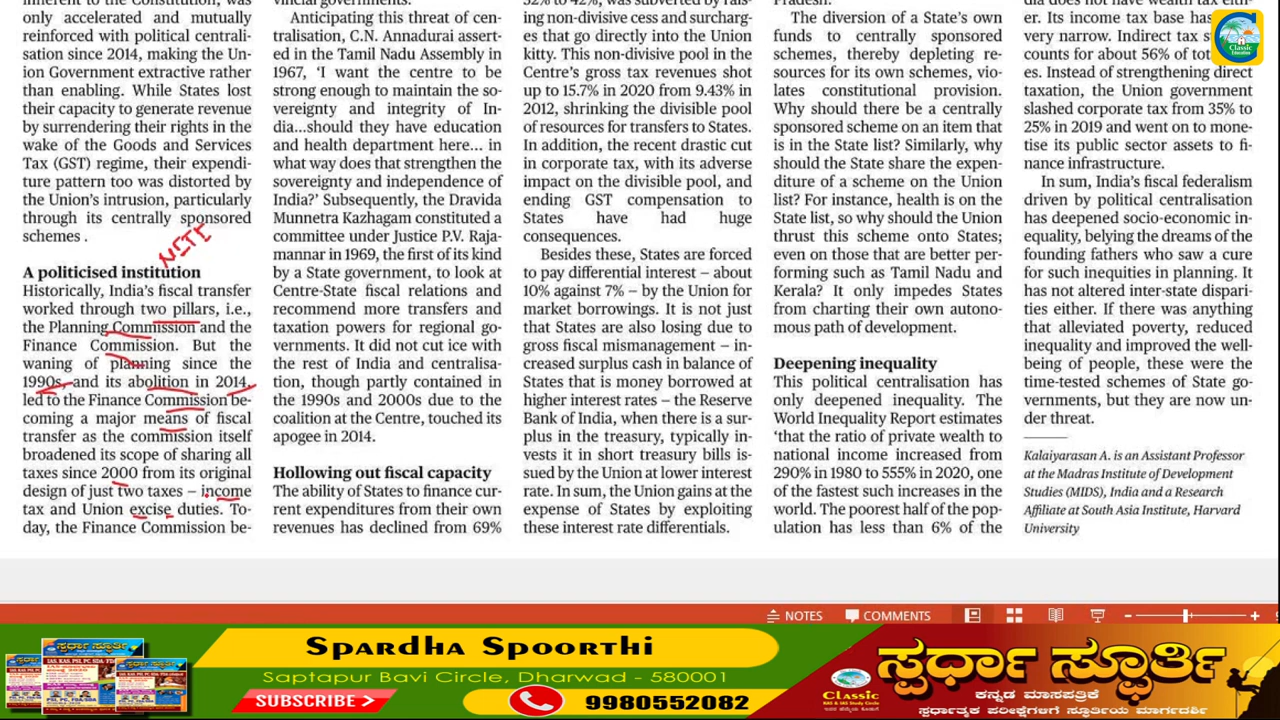 inherent to the Constitution, was
only accelerated and mutually
reinforced with political centrali-
sation since 2014, making the Un-
ion Government extractive rather
than enabling. While States lost
their capacity to generate revenue
by surrendering their rights in the
wake of the Goods and Services
Tax (GST) regime, their expendi-
ture pattern too was distorted by
the Union's intrusion, particularly
through its centrally sponsored
schemes .
NITI
A politicised institution
Historically, India's fiscal transfer
worked through two pillars, i.e.,
the Planning Commission and the
Finance Commission. But the
waning of planning since the
1990s, and its abolition in 2014,
led to the Finance Commission be-
coming a major means of fiscal
transfer as the commission itself
broadened its scope of sharing all
taxes since 2000 from its original
design of just two taxes – income
tax and Union excise duties. To-
day, the Finance Commission be-
vincial governments.
Anticipating this threat of cen-
tralisation, C.N. Annadurai assert-
ed in the Tamil Nadu Assembly in
1967, 'I want the centre to be
strong enough to maintain the so-
vereignty and integrity of In-
dia...should they have education
and health department here... in
what way does that strengthen the
sovereignty and independence of
India?' Subsequently, the Dravida
Munnetra Kazhagam constituted a
committee under Justice P.V. Raja-
mannar in 1969, the first of its kind
by a State government, to look at
Centre-State fiscal relations and
recommend more transfers and
taxation powers for regional go-
vernments. It did not cut ice with
the rest of India and centralisa-
tion, though partly contained in
the 1990s and 2000s due to the
coalition at the Centre, touched its
apogee in 2014.
Hollowing out fiscal capacity
The ability of States to finance cur-
rent expenditures from their own
revenues has declined from 69%
32% to 42%, was subverted by rais-
ing non-divisive cess and surcharg-
es that go directly into the Union
kitty. This non-divisive pool in the
Centre's gross tax revenues shot
up to 15.7% in 2020 from 9.43% in
2012, shrinking the divisible pool
of resources for transfers to States.
In addition, the recent drastic cut
in corporate tax, with its adverse
impact on the divisible pool, and
ending GST compensation to
States have had huge
consequences.
Besides these, States are forced
to pay differential interest – about
10% against 7% – by the Union for
market borrowings. It is not just
that States are also losing due to
gross fiscal mismanagement – in-
creased surplus cash in balance of
States that is money borrowed at
higher interest rates – the Reserve
Bank of India, when there is a sur-
plus in the treasury, typically in-
vests it in short treasury bills is-
sued by the Union at lower interest
rate. In sum, the Union gains at the
expense of States by exploiting
these interest rate differentials.
Pradesh.
The diversion of a State's own
funds to centrally sponsored
schemes, thereby depleting re-
sources for its own schemes, vio-
lates constitutional provision.
Why should there be a centrally
sponsored scheme on an item that
is in the State list? Similarly, why
should the State share the expen-
diture of a scheme on the Union
list? For instance, health is on the
State list, so why should the Union
thrust this scheme onto States;
even on those that are better per-
forming such as Tamil Nadu and
Kerala? It only impedes States
from charting their own autono-
mous path of development.
Deepening inequality
This political centralisation has
only deepened inequality. The
World Inequality Report estimates
'that the ratio of private wealth to
national income increased from
290% in 1980 to 555% in 2020, one
of the fastest such increases in the
world. The poorest half of the pop-
ulation has less than 6% of the
dia does not have wealth tax eith-
er. Its income tax base has
very narrow. Indirect tax
counts for about 56% of
es. Instead of strengthening direct
taxation, the Union government
slashed corporate tax from 35% to
25% in 2019 and went on to mone-
tise its public sector assets to fi-
nance infrastructure.
In sum, India's fiscal federalism
driven by political centralisation
has deepened socio-economic in-
equality, belying the dreams of the
founding fathers who saw a cure
for such inequities in planning. It
has not altered inter-state dispari-
ties either. If there was anything
that alleviated poverty, reduced
inequality and improved the well-
being of people, these were the
time-tested schemes of State go-
vernments, but they are now un-
der threat.
Kalaiyarasan A. is an Assistant Professor
at the Madras Institute of Development
Studies (MIDS), India and a Research
Affiliate at South Asia Institute, Harvard
University
Classic
Education
NOTES
COMMENTS
Spardha Spoorthi
Saptapur Bavi Circle, Dharwad - 580001
SUBSCRIBE
9980552082
Classic
KAS & IAS Study Circle
ಸ್ಪರ್ಧಾ ಸ್ಫೂರ್ತಿ
ಕನ್ನಡ ಮಾಸಪತ್ರಿಕೆ
ಸ್ಪರ್ಧಾತ್ಮಕ ಪರೀಕ್ಷೆಗಳಿಗೆ ಸ್ಫೂರ್ತಿಯ ಮಾರ್ಗದರ್ಶಿ